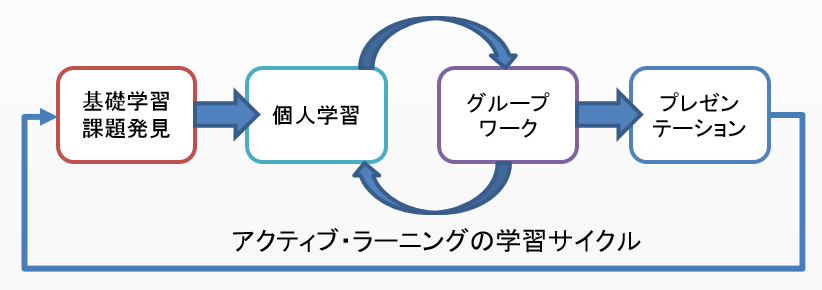 基礎学習
課題発見
個人学習
グループ
ワーク
プレゼン
テーション
アクティブ・ラーニングの学習サイクル